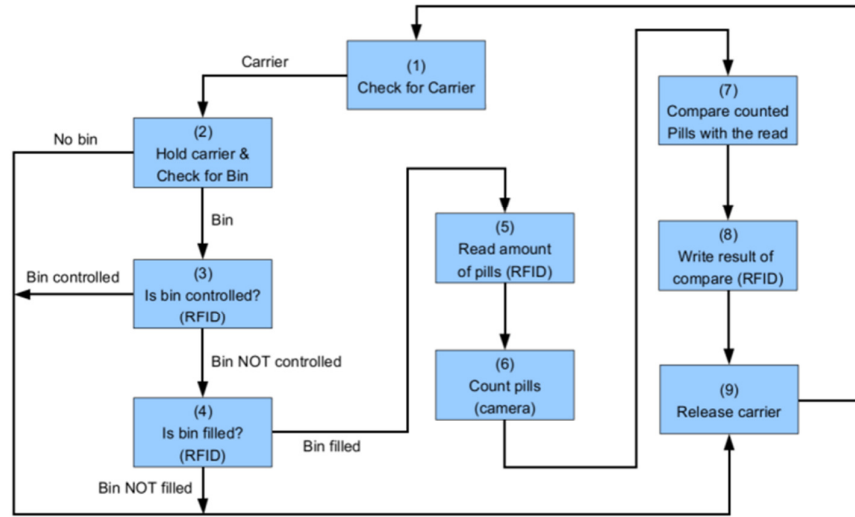 (1)
Check for Carrier
Carrier
(2)
Hold carrier &
Check for Bin
No bin
Bin
(3)
Is bin controlled?
(RFID)
Bin controlled
Bin NOT controlled
(4)
Is bin filled?
(RFID)
Bin filled
Bin NOT filled
(5)
Read amount
of pills (RFID)
(6)
Count pills
(camera)
(7)
Compare counted
Pills with the read
(8)
Write result of
compare (RFID)
(9)
Release carrier